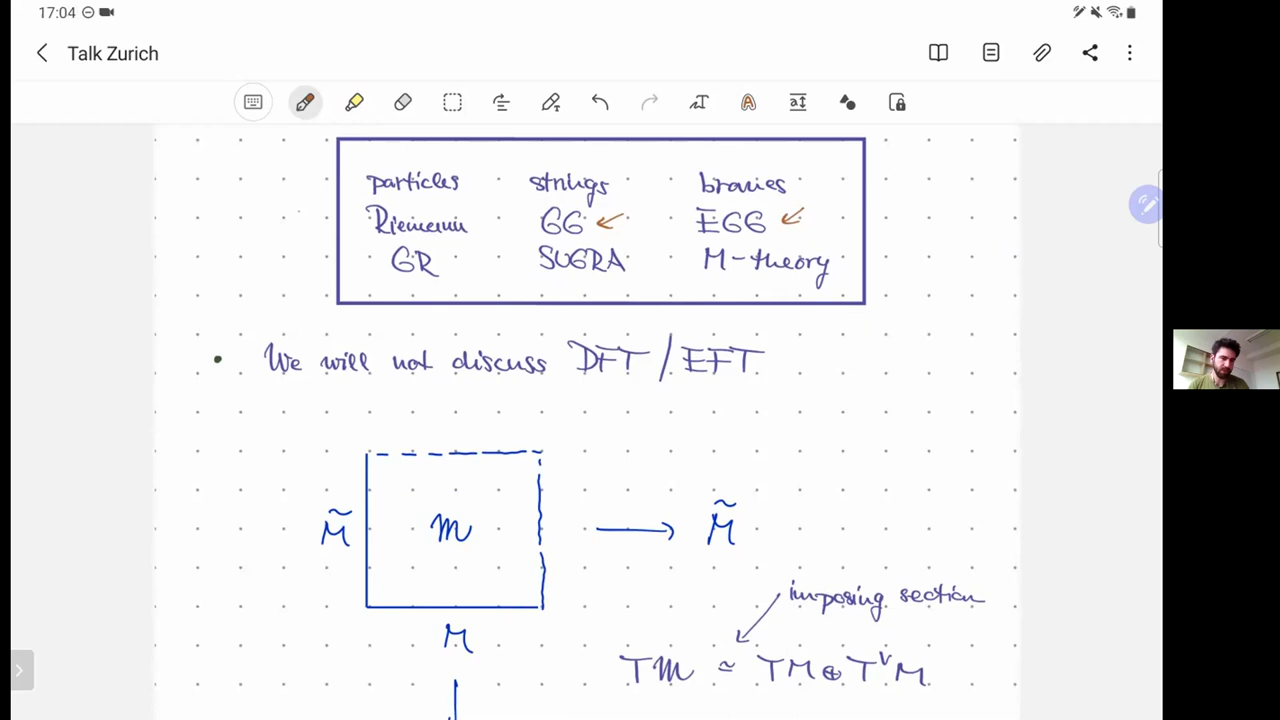 17:04
Talk Zurich
particles strings branes
Riemann GG ← EGG ←
GR SUGRA M-theory
• We will not discuss DFT / EFT
M̃ 𝓂 → M̃
imposing section
M
T𝓂 ≃ TM ⊕ TᵛM